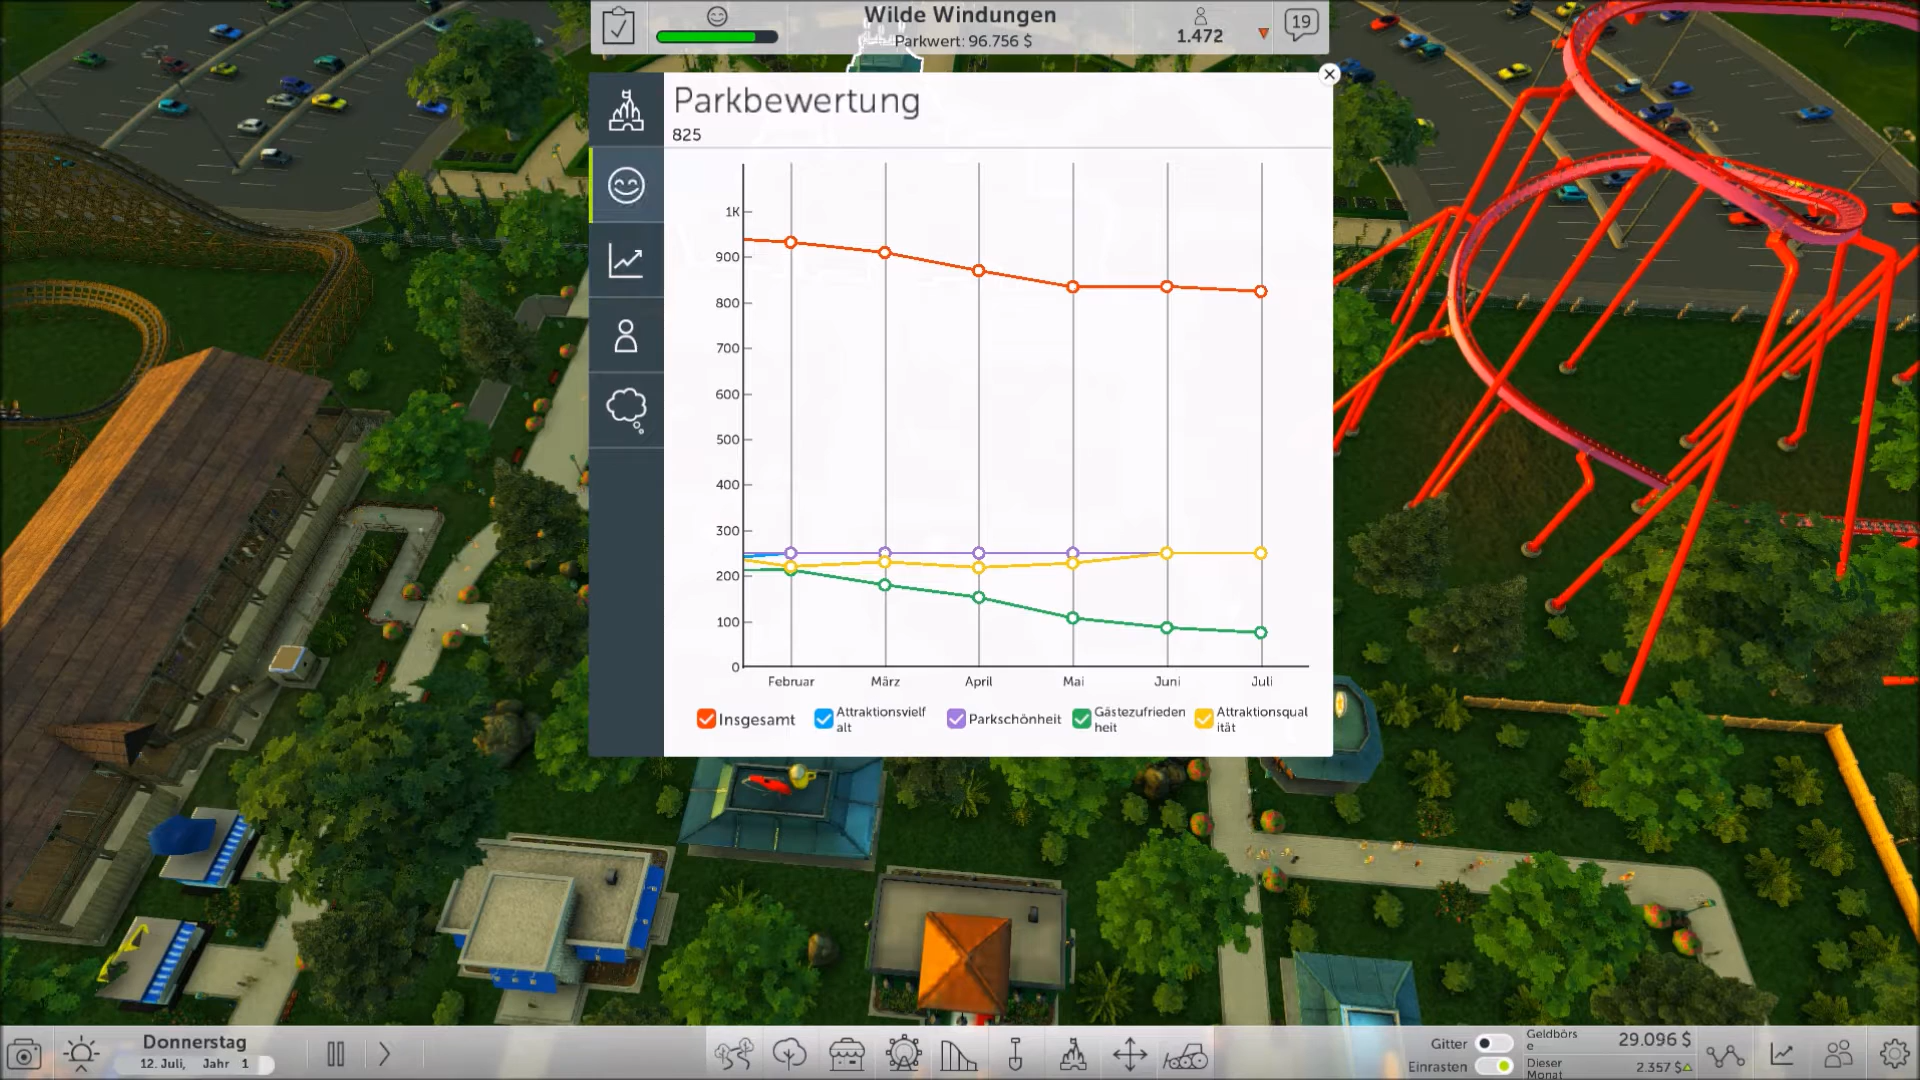 Wilde Windungen
Parkwert: 96.756 $
1.472
19
Parkbewertung
825
1K
900
800
700
600
500
400
300
200
100
0
Februar März April Mai Juni Juli
Insgesamt
Attraktionsvielf
alt
Parkschönheit
Gästezufrieden
heit
Attraktionsqual
ität
Donnerstag
12. Juli, Jahr 1
Gitter
Einrasten
Geldbörs
e
29.096 $
Dieser
Monat
2.357 $